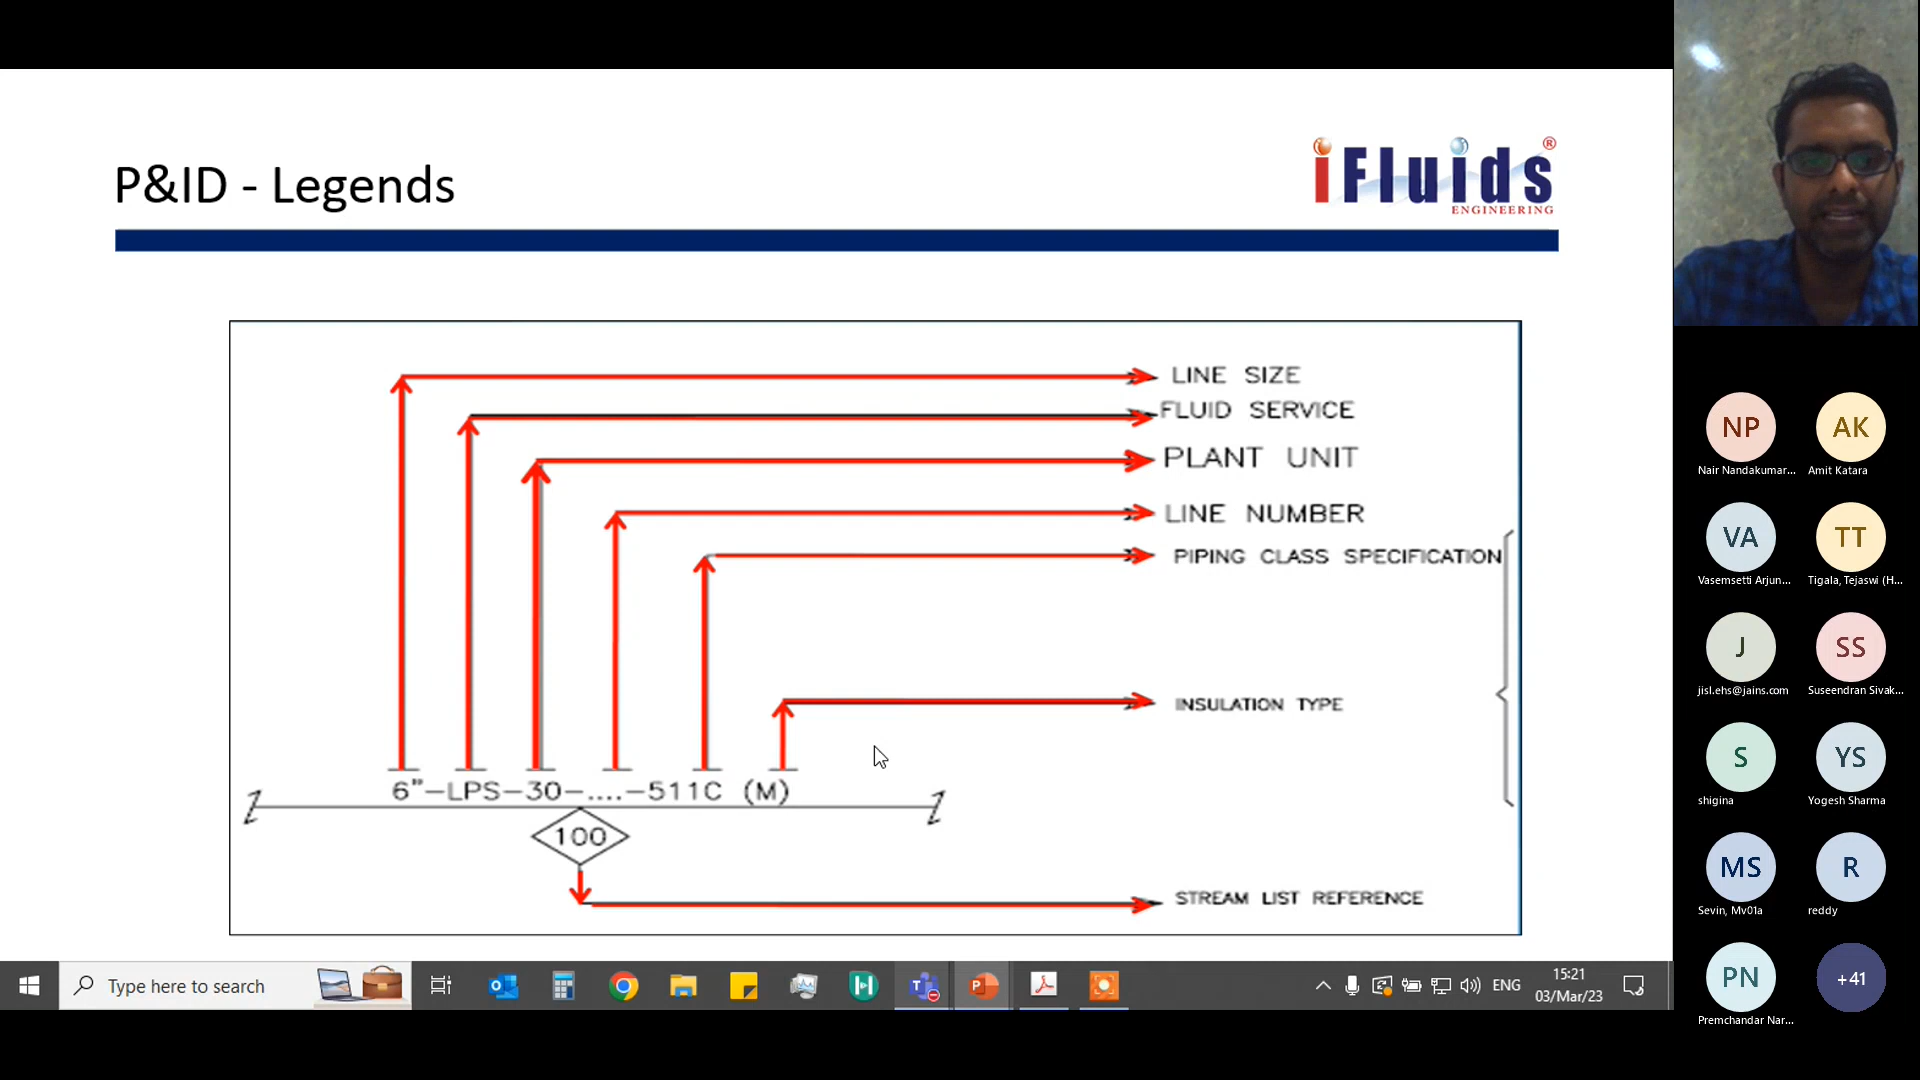 P&ID - Legends
iFluids®
ENGINEERING
LINE SIZE
FLUID SERVICE
PLANT UNIT
LINE NUMBER
PIPING CLASS SPECIFICATION
INSULATION TYPE
6"-LPS-30-....-511C (M)
100
STREAM LIST REFERENCE
NP
AK
Nair Nandakumar...
Amit Katara
VA
TT
Vasemsetti Arjun...
Tigala, Tejaswi (H...
J
SS
jisl.ehs@jains.com
Suseendran Sivak...
S
YS
shigina
Yogesh Sharma
MS
R
Sevin, Mv01a
reddy
PN
+41
Premchandar Nar...
Type here to search
ENG
15:21
03/Mar/23